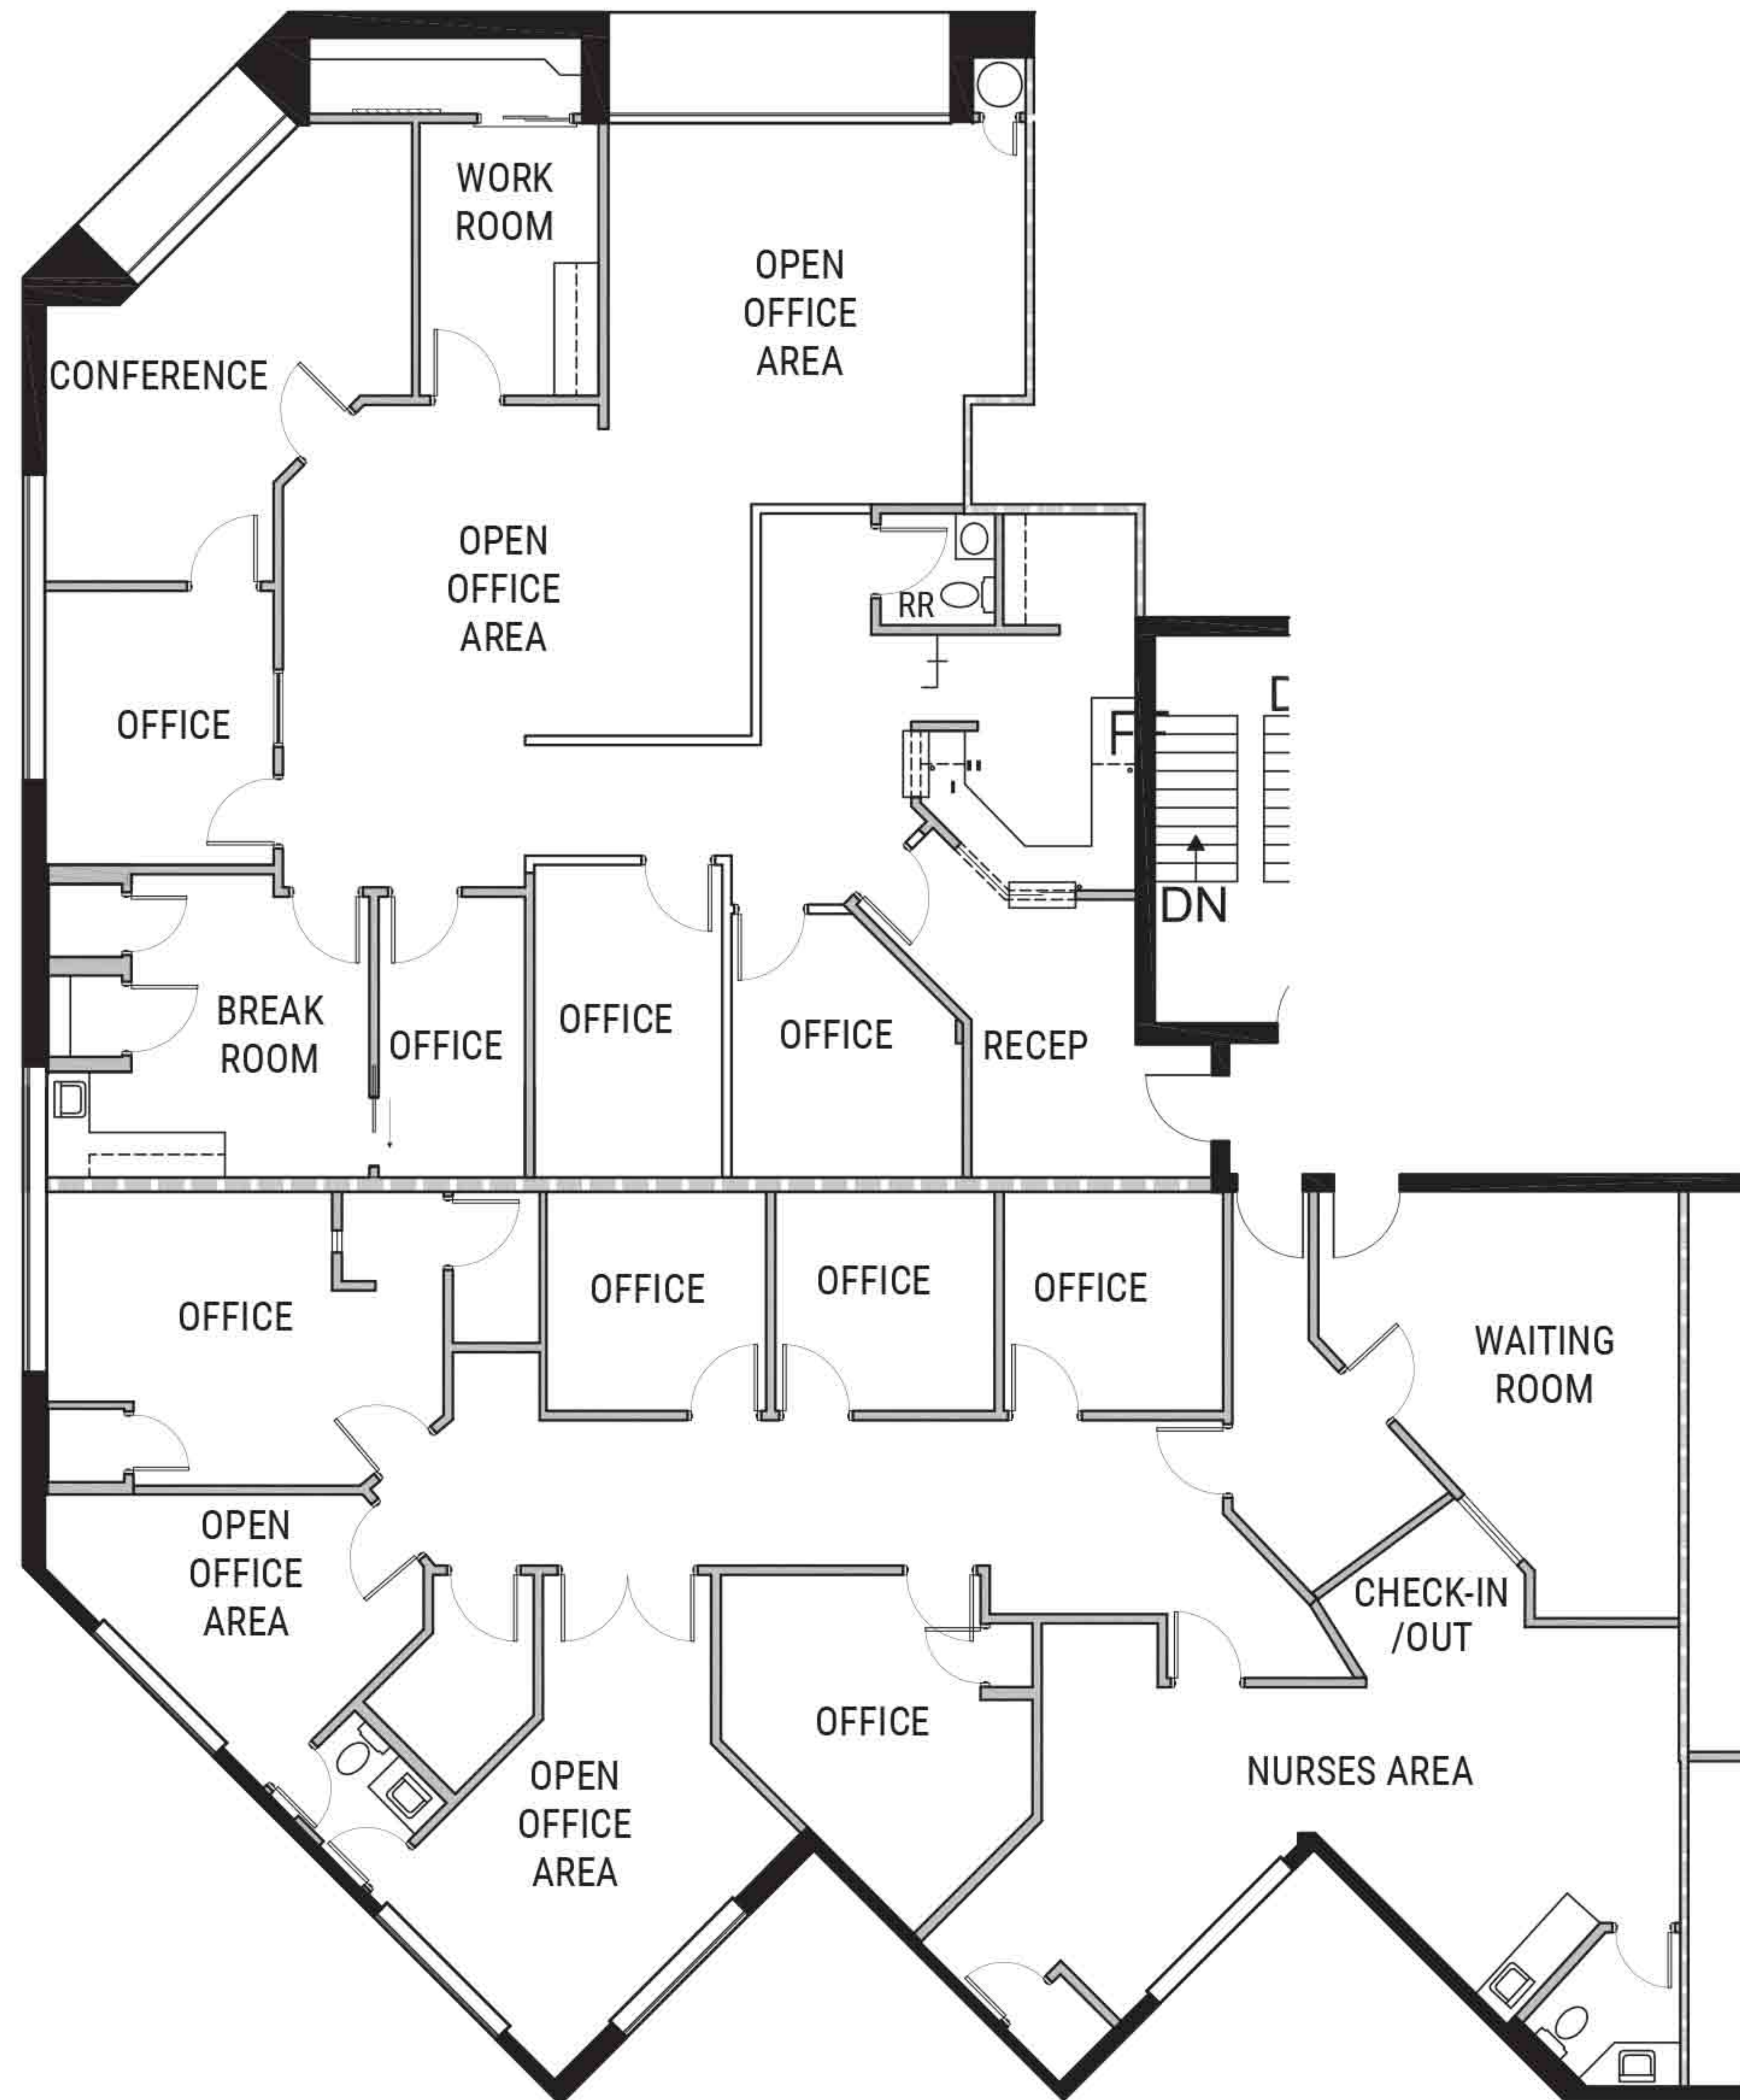 WORK
ROOM
OPEN
OFFICE
AREA
CONFERENCE
OPEN
OFFICE
AREA
RR
OFFICE
DN
BREAK
ROOM
OFFICE
OFFICE
OFFICE
RECEP
OFFICE
OFFICE
OFFICE
OFFICE
WAITING
ROOM
OPEN
OFFICE
AREA
CHECK-IN
/OUT
OFFICE
NURSES AREA
OPEN
OFFICE
AREA